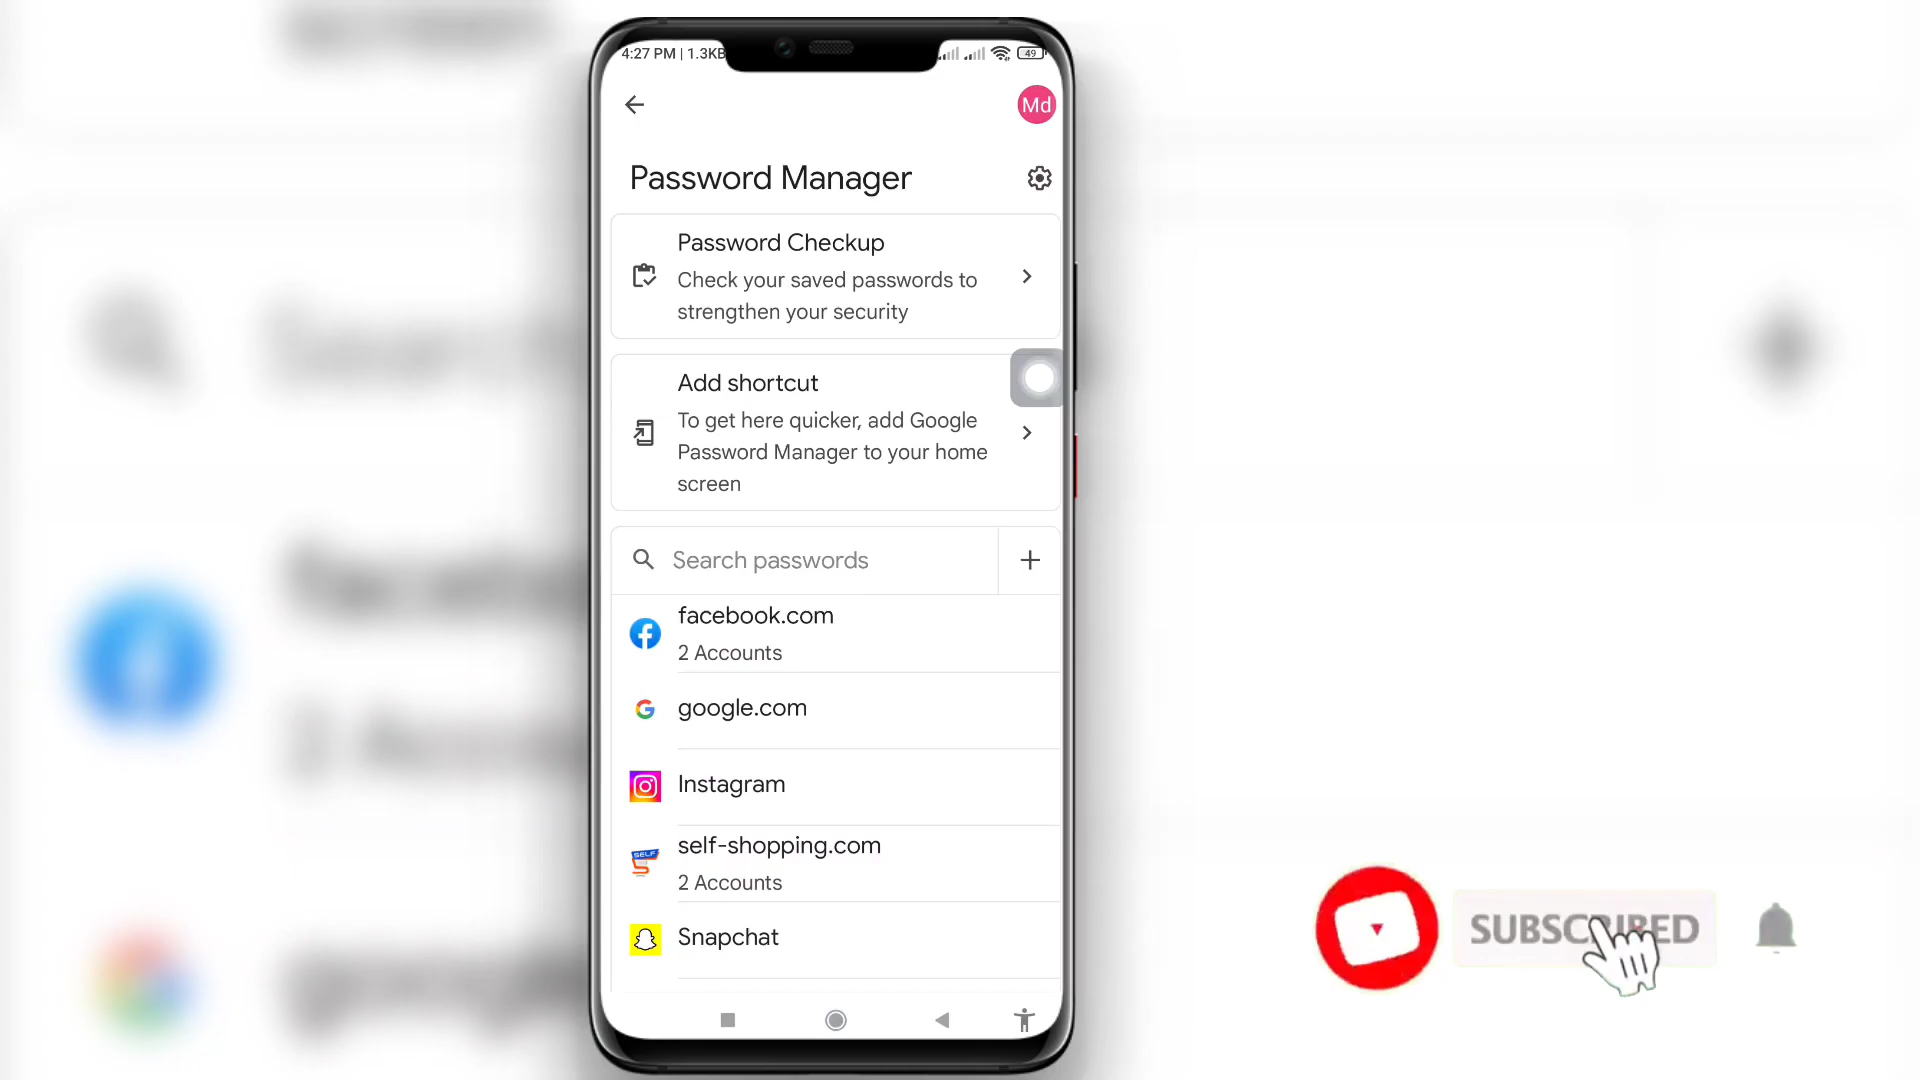 4:27 PM | 1.3KB
49
Md
Password Manager
Password Checkup
Check your saved passwords to
strengthen your security
Add shortcut
To get here quicker, add Google
Password Manager to your home
screen
Search passwords
facebook.com
2 Accounts
google.com
Instagram
SELF
self-shopping.com
2 Accounts
Snapchat
SUBSCRIBED